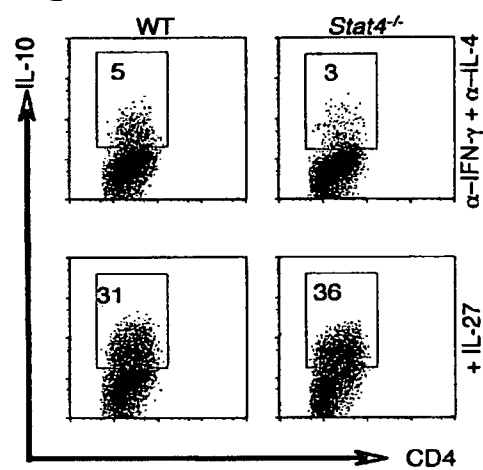 WT
Stat4-/-
IL-10
5
3
α-IFN-γ + α-IL-4
31
36
+ IL-27
CD4